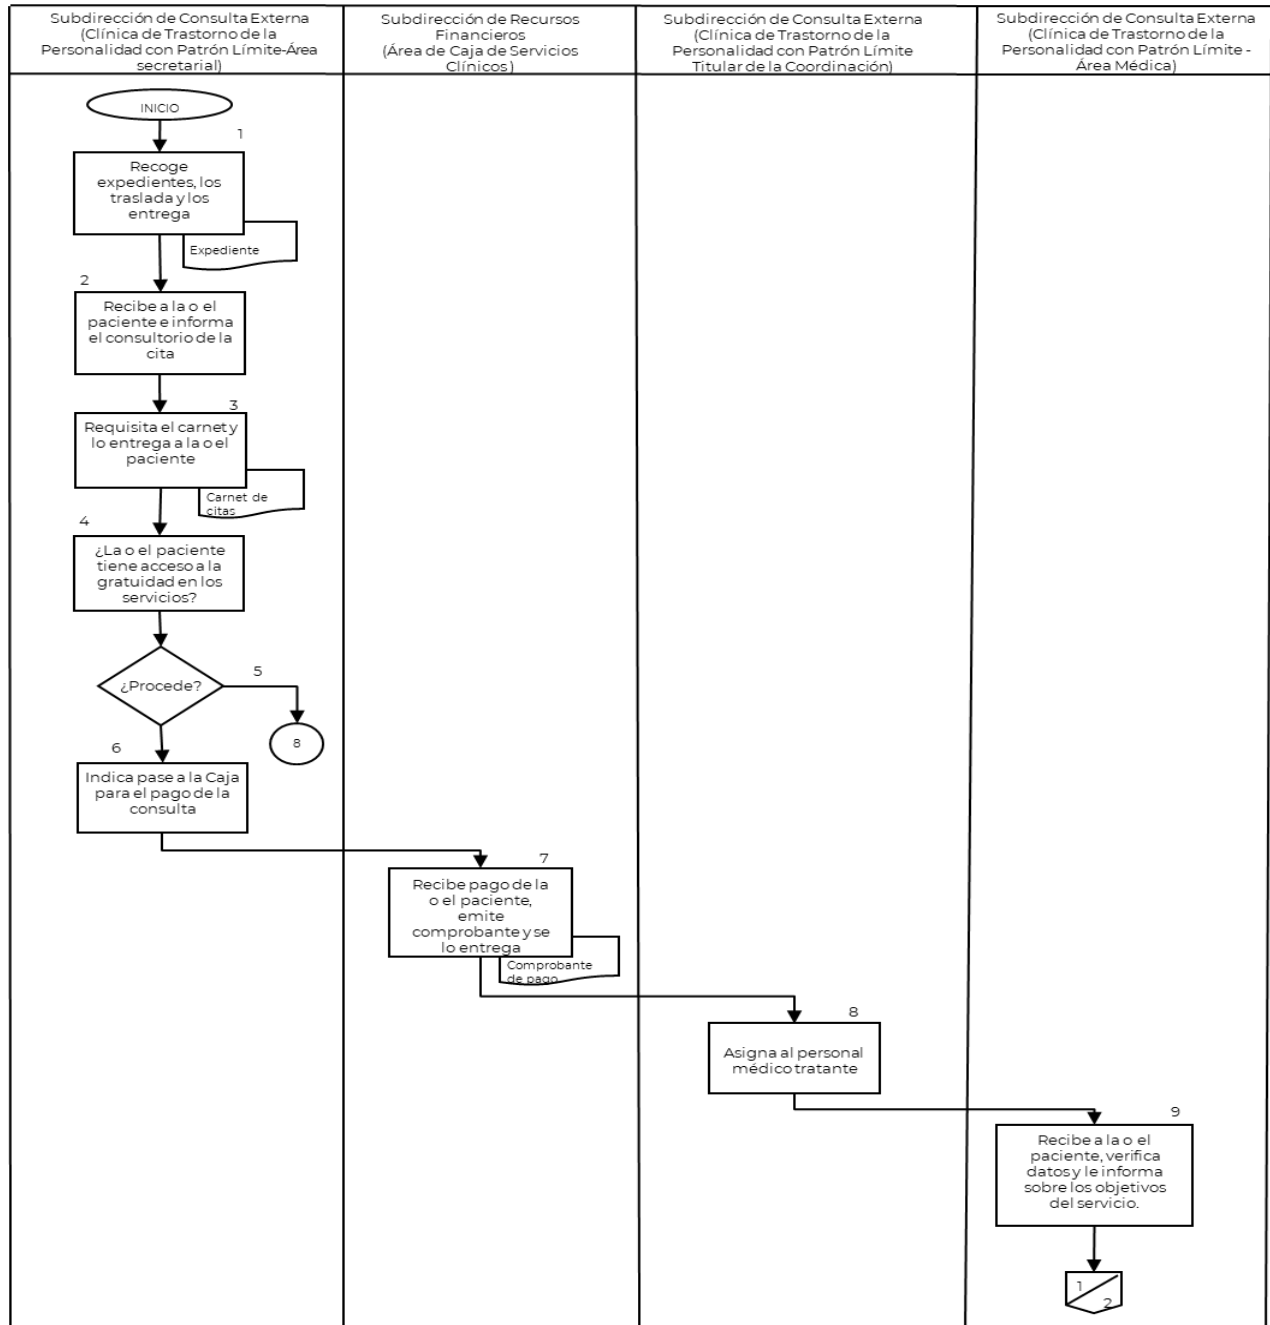 Subdirección de Consulta Externa
(Clínica de Trastorno de la
Personalidad con Patrón Límite-Área
secretarial)
Subdirección de Recursos
Financieros
(Área de Caja de Servicios
Clínicos)
Subdirección de Consulta Externa
(Clínica de Trastorno de la
Personalidad con Patrón Límite
Titular de la Coordinación)
Subdirección de Consulta Externa
(Clínica de Trastorno de la
Personalidad con Patrón Límite -
Área Médica)
INICIO
1
Recoge
expedientes, los
traslada y los
entrega
Expediente
2
Recibe a la o el
paciente e informa
el consultorio de la
cita
3
Requisita el carnet y
lo entrega a la o el
paciente
Carnet de
citas
4
¿La o el paciente
tiene acceso a la
gratuidad en los
servicios?
¿Procede?
5
8
6
Indica pase a la Caja
para el pago de la
consulta
7
Recibe pago de la
o el paciente,
emite
comprobante y se
lo entrega
Comprobante
de pago
8
Asigna al personal
médico tratante
9
Recibe a la o el
paciente, verifica
datos y le informa
sobre los objetivos
del servicio.
1
2